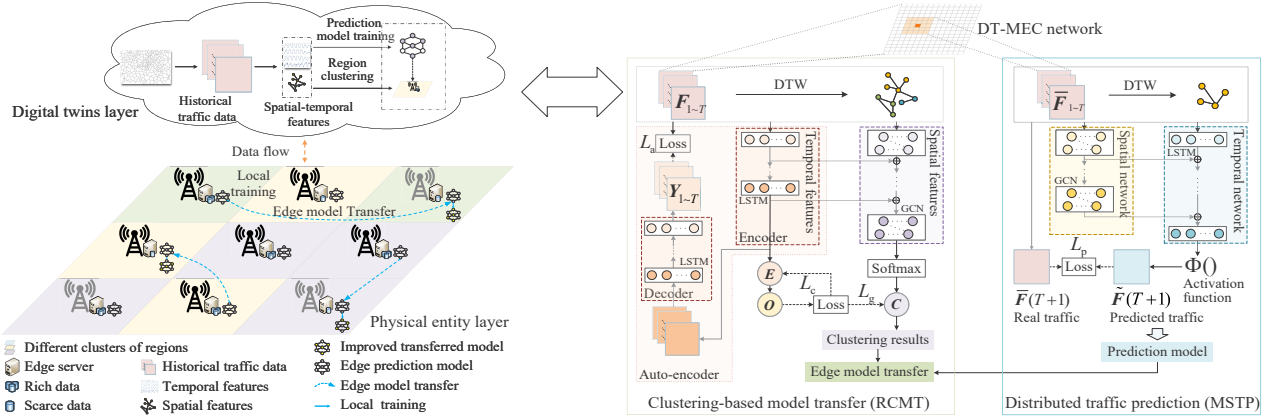 Prediction
model training
Region
clustering
Historical
traffic data
Spatial-temporal
features
Digital twins layer
Data flow
Local
training
Edge model Transfer
Physical entity layer
Different clusters of regions
Edge server
Rich data
Scarce data
Historical traffic data
Temporal features
Spatial features
Improved transferred model
Edge prediction model
Edge model transfer
Local training
DT-MEC network
F1~T
DTW
La
Loss
Y1~T
LSTM
Decoder
Auto-encoder
LSTM
Temporal features
Encoder
GCN
Spatial features
Softmax
E
O
Lc
Loss
Lg
C
Clustering results
Edge model transfer
Clustering-based model transfer (RCMT)
F̅1~T
DTW
GCN
Spatial network
LSTM
Temporal network
Lp
Loss
Φ()
Activation
function
F̅(T+1)
Real traffic
F̃(T+1)
Predicted traffic
Prediction model
Distributed traffic prediction (MSTP)